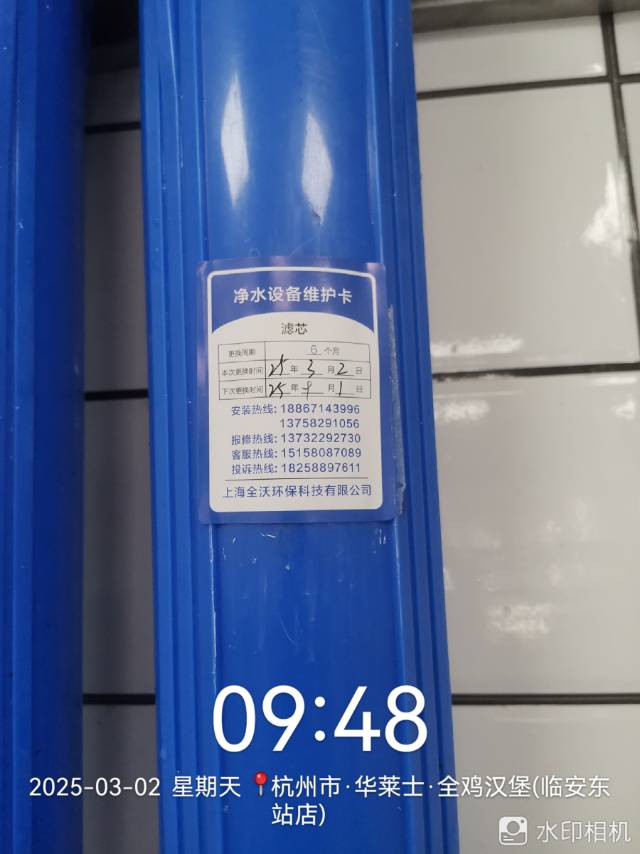 净水设备维护卡
滤芯
更换周期 6 个月
本次更换时间 25 年 3 月 2 日
下次更换时间 25 年 月 1 日
安装热线: 18867143996
13758291056
报修热线: 13732292730
客服热线: 15158087089
投诉热线: 18258897611
上海全沃环保科技有限公司
09:48
2025-03-02 星期天 杭州市·华莱士·全鸡汉堡(临安东
站店)
水印相机